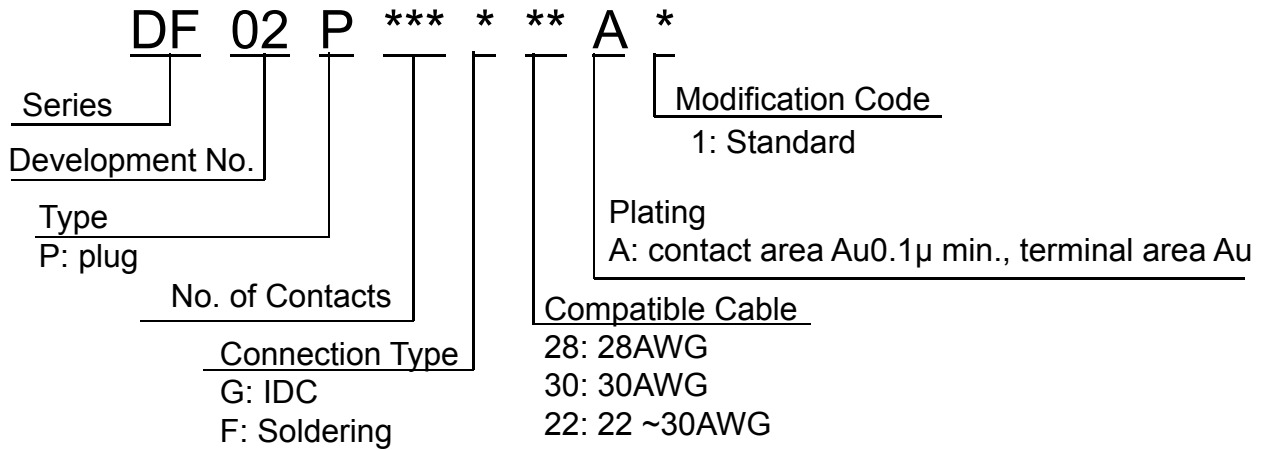 DF 02 P *** * ** A *
Series
Development No.
Type
P: plug
No. of Contacts
Connection Type
G: IDC
F: Soldering
Compatible Cable
28: 28AWG
30: 30AWG
22: 22 ~30AWG
Plating
A: contact area Au0.1μ min., terminal area Au
Modification Code
1: Standard